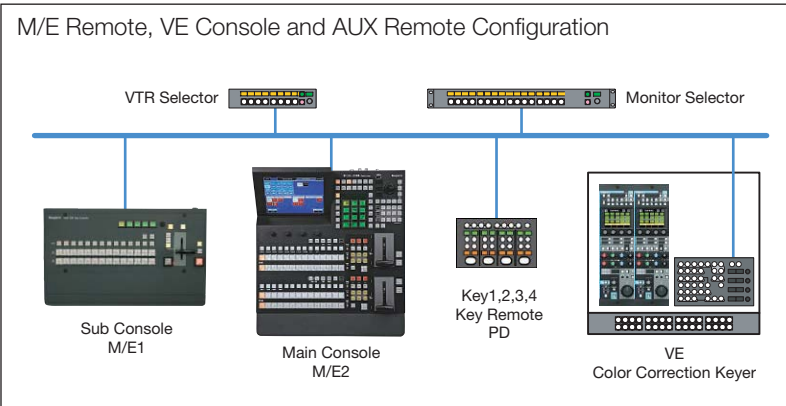 M/E Remote, VE Console and AUX Remote Configuration
VTR Selector
Monitor Selector
Sub Console
M/E1
Main Console
M/E2
Key1,2,3,4
Key Remote
PD
VE
Color Correction Keyer